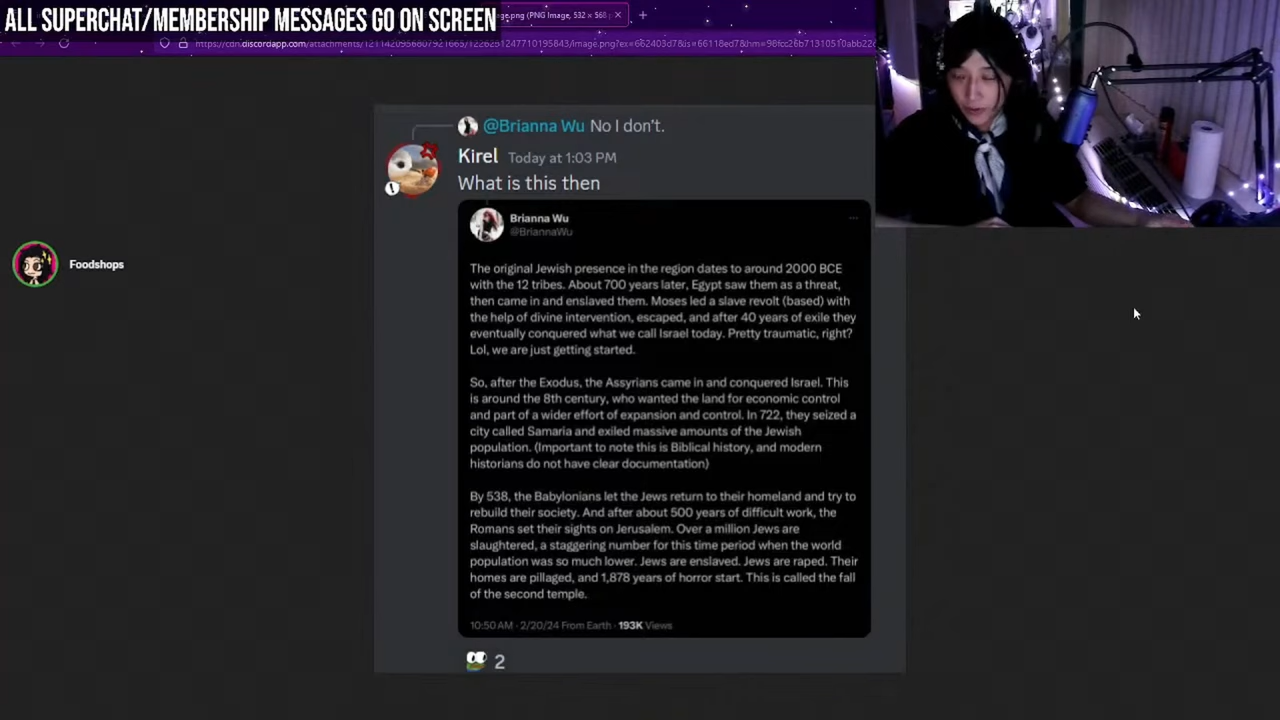 ALL SUPERCHAT/MEMBERSHIP MESSAGES GO ON SCREEN
ge.png (PNG Image, 532 × 568
@Brianna Wu No I don't.
Kirel Today at 1:03 PM
What is this then
Foodshops
Brianna Wu
@BriannaWu
The original Jewish presence in the region dates to around 2000 BCE
with the 12 tribes. About 700 years later, Egypt saw them as a threat,
then came in and enslaved them. Moses led a slave revolt (based) with
the help of divine intervention, escaped, and after 40 years of exile they
eventually conquered what we call Israel today. Pretty traumatic, right?
Lol, we are just getting started.
So, after the Exodus, the Assyrians came in and conquered Israel. This
is around the 8th century, who wanted the land for economic control
and part of a wider effort of expansion and control. In 722, they seized a
city called Samaria and exiled massive amounts of the Jewish
population. (Important to note this is Biblical history, and modern
historians do not have clear documentation)
By 538, the Babylonians let the Jews return to their homeland and try to
rebuild their society. And after about 500 years of difficult work, the
Romans set their sights on Jerusalem. Over a million Jews are
slaughtered, a staggering number for this time period when the world
population was so much lower. Jews are enslaved. Jews are raped. Their
homes are pillaged, and 1,878 years of horror start. This is called the fall
of the second temple.
10:50 AM · 2/20/24 From Earth · 193K Views
2